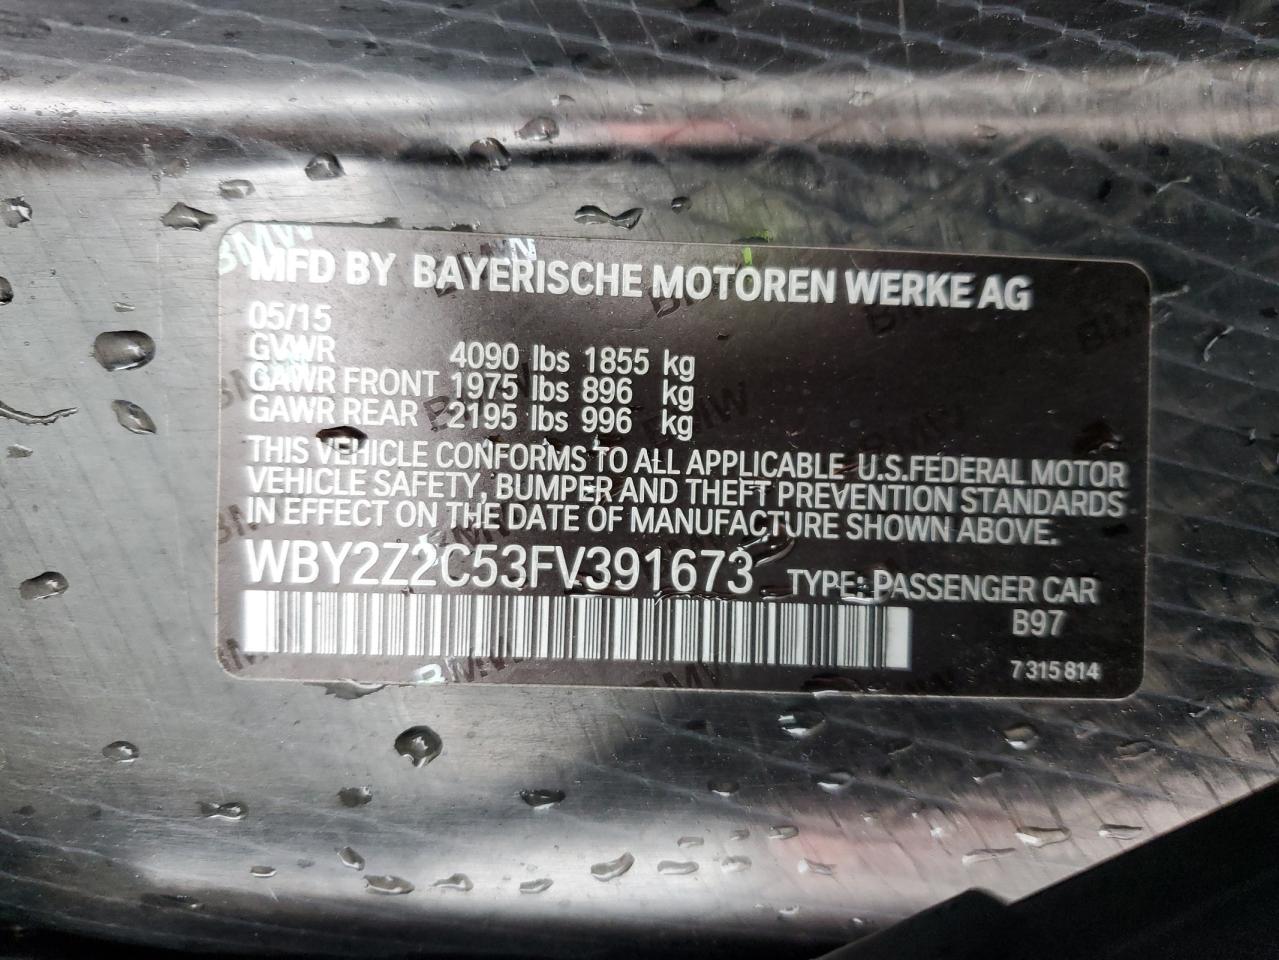 MFD BY BAYERISCHE MOTOREN WERKE AG
05/15
GVWR 4090 lbs 1855 kg
GAWR FRONT 1975 lbs 896 kg
GAWR REAR 2195 lbs 996 kg
THIS VEHICLE CONFORMS TO ALL APPLICABLE U.S.FEDERAL MOTOR
VEHICLE SAFETY, BUMPER AND THEFT PREVENTION STANDARDS
IN EFFECT ON THE DATE OF MANUFACTURE SHOWN ABOVE.
WBY2Z2C53FV391673 TYPE: PASSENGER CAR
B97
7 315 814